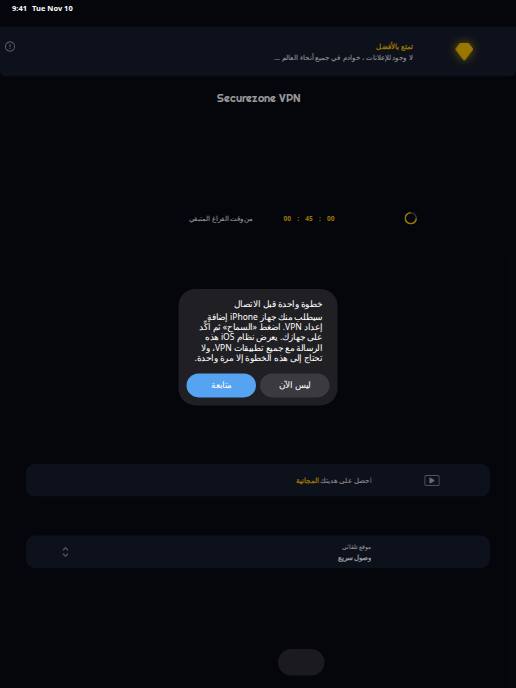 9:41 Tue Nov 10
تمتع بالأفضل
لا وجود للإعلانات ، خوادم في جميع أنحاء العالم ...
Securezone VPN
من وقت الفراغ المتبقي
00 : 45 : 00
خطوة واحدة قبل الاتصال
سيطلب منك جهاز iPhone إضافة
إعداد VPN. اضغط «السماح» ثم أكّد
على جهازك. يعرض نظام iOS هذه
الرسالة مع جميع تطبيقات VPN، ولا
تحتاج إلى هذه الخطوة إلا مرة واحدة.
ليس الآن
متابعة
احصل على هديتك المجانية
موقع تلقائي
وصول سريع